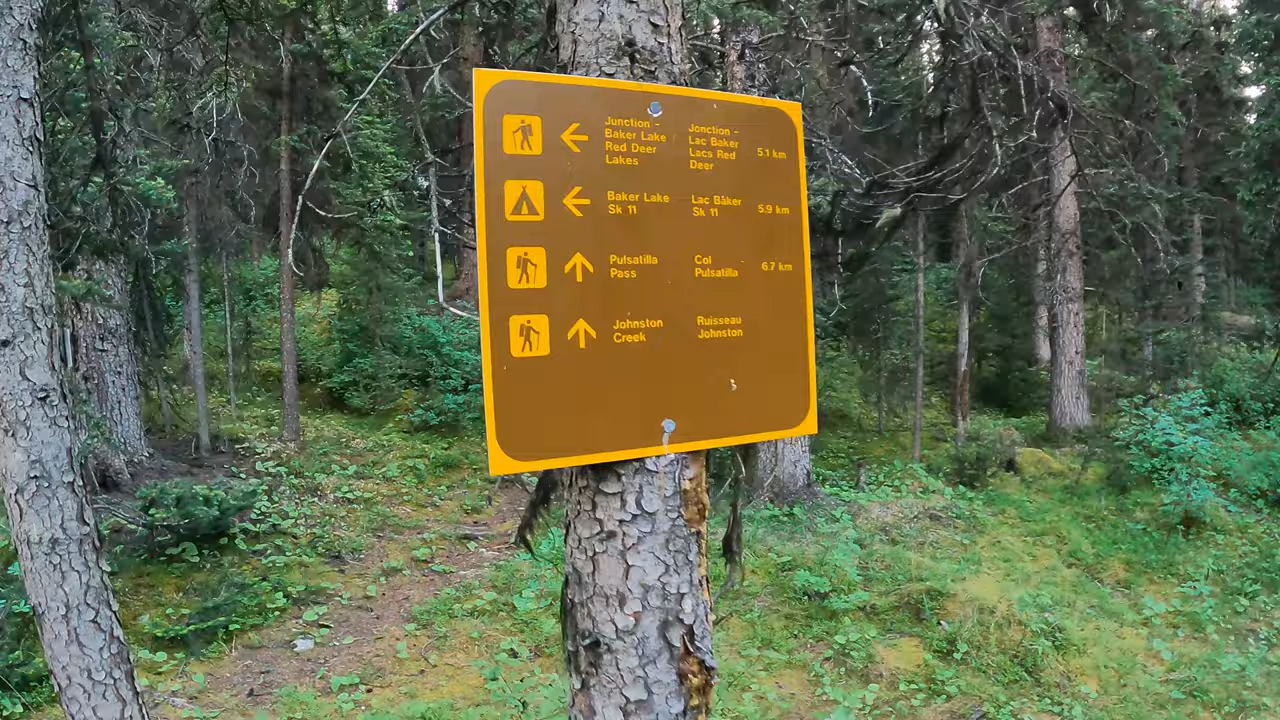 Junction -
Baker Lake
Red Deer
Lakes
Jonction -
Lac Baker
Lacs Red
Deer
5.1 km
Baker Lake
Sk 11
Lac Baker
Sk 11
5.9 km
Pulsatilla
Pass
Col
Pulsatilla
6.7 km
Johnston
Creek
Ruisseau
Johnston